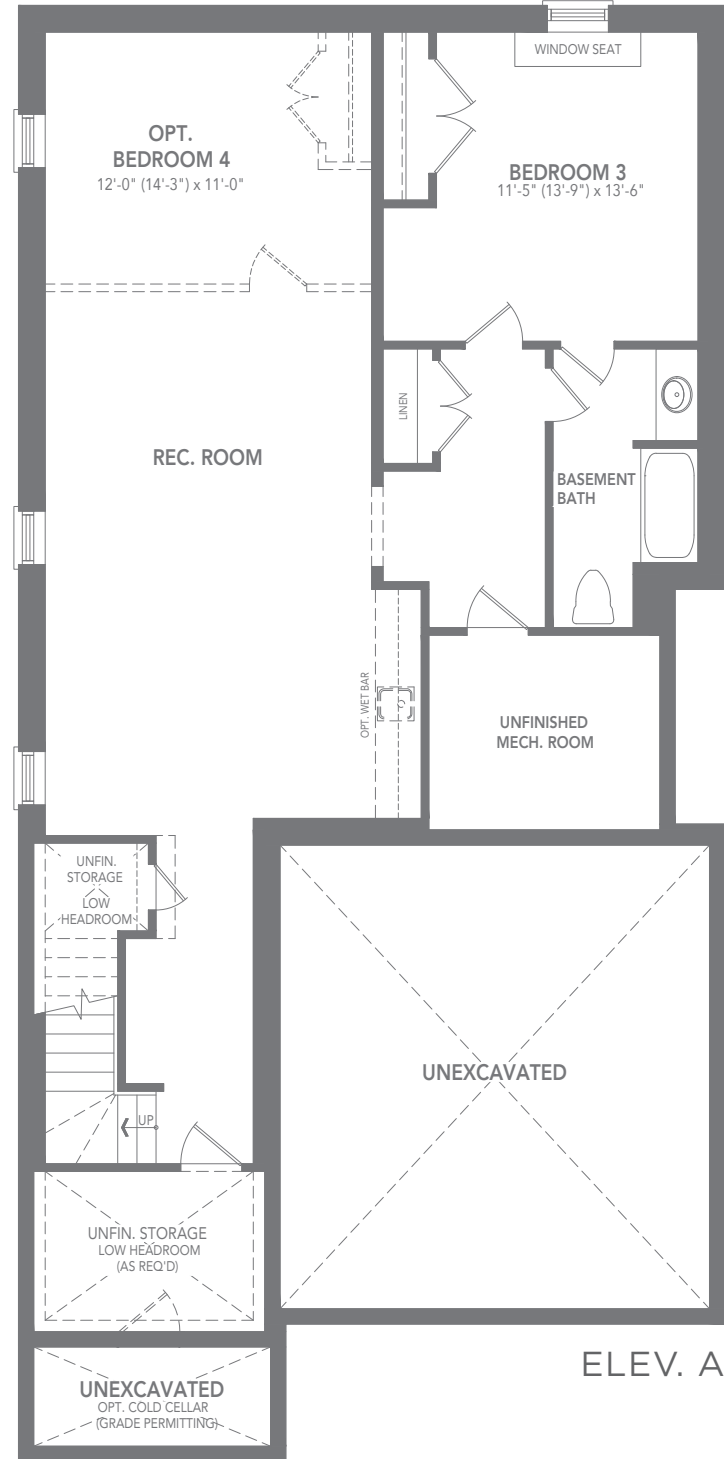 WINDOW SEAT
OPT.
BEDROOM 4
12'-0" (14'-3") x 11'-0"
BEDROOM 3
11'-5" (13'-9") x 13'-6"
LINEN
REC. ROOM
BASEMENT
BATH
OPT. WET BAR
UNFINISHED
MECH. ROOM
UNFIN.
STORAGE
LOW
HEADROOM
UNEXCAVATED
UP
UNFIN. STORAGE
LOW HEADROOM
(AS REQ'D)
ELEV. A
UNEXCAVATED
OPT. COLD CELLAR
(GRADE PERMITTING)